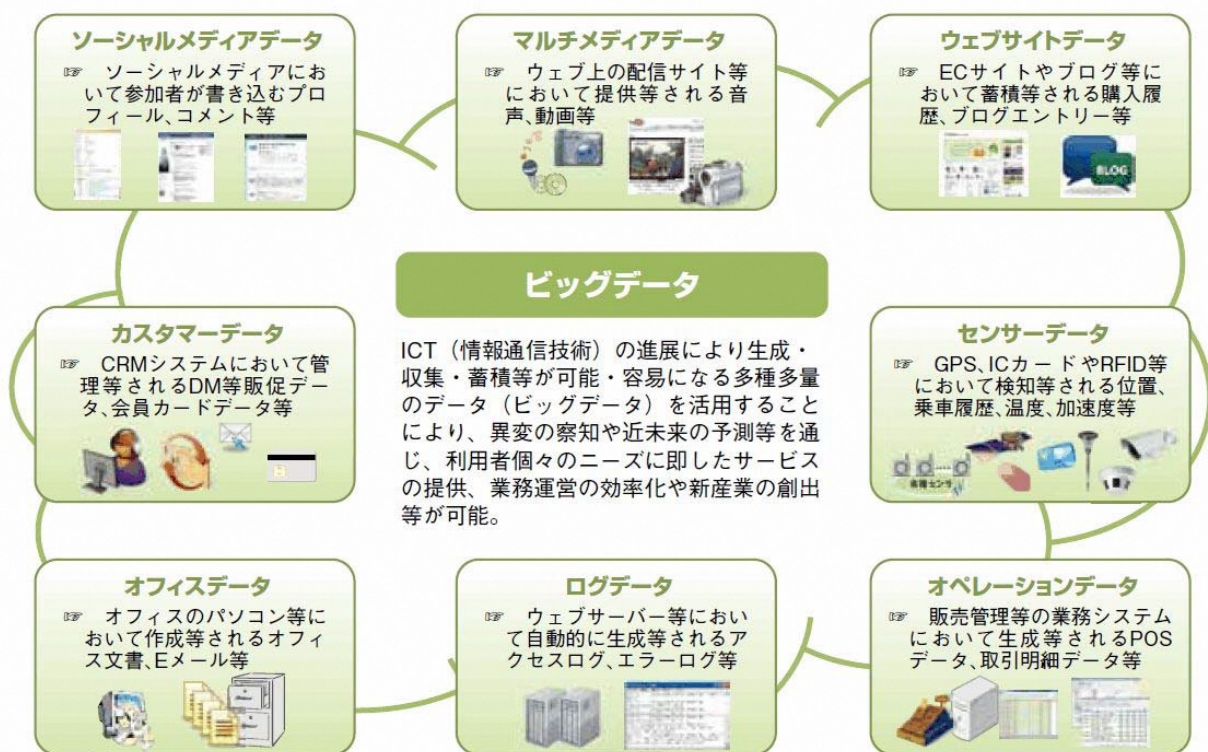 ソーシャルメディアデータ
☞ ソーシャルメディアにお
いて参加者が書き込むプロ
フィール、コメント等
マルチメディアデータ
☞ ウェブ上の配信サイト等
において提供等される音
声、動画等
ウェブサイトデータ
☞ ECサイトやブログ等に
おいて蓄積等される購入履
歴、ブログエントリー等
BLOG
ビッグデータ
ICT(情報通信技術)の進展により生成・
収集・蓄積等が可能・容易になる多種多量
のデータ(ビッグデータ)を活用すること
により、異変の察知や近未来の予測等を通
じ、利用者個々のニーズに即したサービス
の提供、業務運営の効率化や新産業の創出
等が可能。
カスタマーデータ
☞ CRMシステムにおいて管
理等されるDM等販促デー
タ、会員カードデータ等
センサーデータ
☞ GPS、ICカードやRFID等
において検知等される位置、
乗車履歴、温度、加速度等
各種センサ
オフィスデータ
☞ オフィスのパソコン等に
おいて作成等されるオフィ
ス文書、Eメール等
ログデータ
☞ ウェブサーバー等におい
て自動的に生成等されるア
クセスログ、エラーログ等
オペレーションデータ
☞ 販売管理等の業務システム
において生成等されるPOS
データ、取引明細データ等